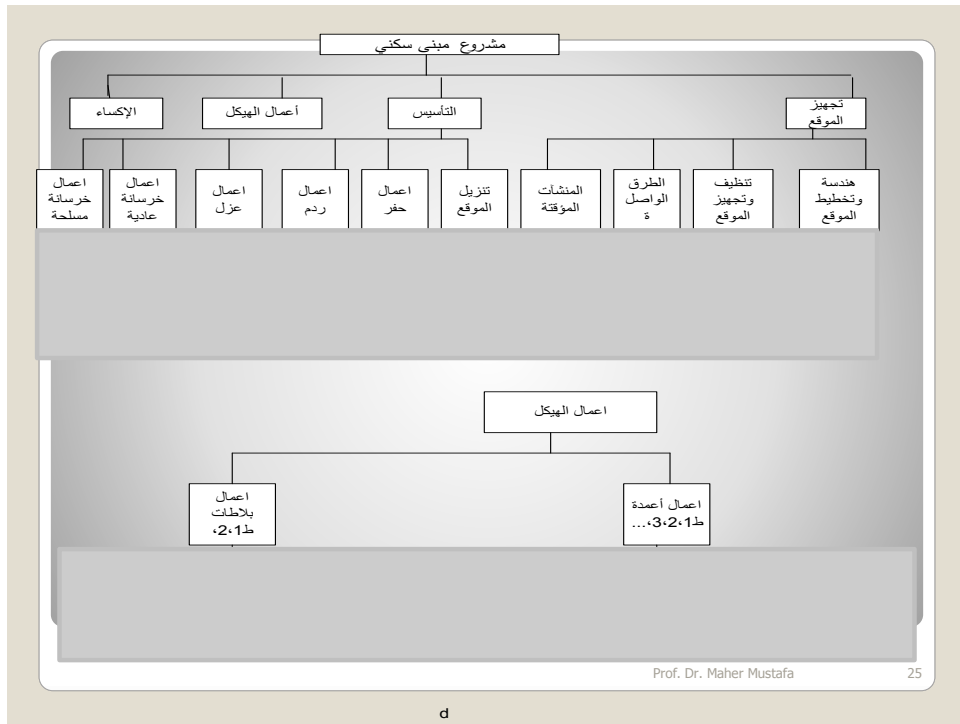 مشروع مبنى سكني
تجهيز
الموقع
التأسيس
أعمال الهيكل
الإكساء
هندسة
وتخطيط
الموقع
تنظيف
وتجهيز
الموقع
الطرق
الواصل
ة
المنشآت
المؤقتة
تنزيل
الموقع
اعمال
حفر
اعمال
ردم
اعمال
عزل
اعمال
خرسانة
عادية
اعمال
خرسانة
مسلحة
اعمال الهيكل
اعمال أعمدة
ط1،2،3،...
اعمال
بلاطات
ط1،2،
Prof. Dr. Maher Mustafa
25
d